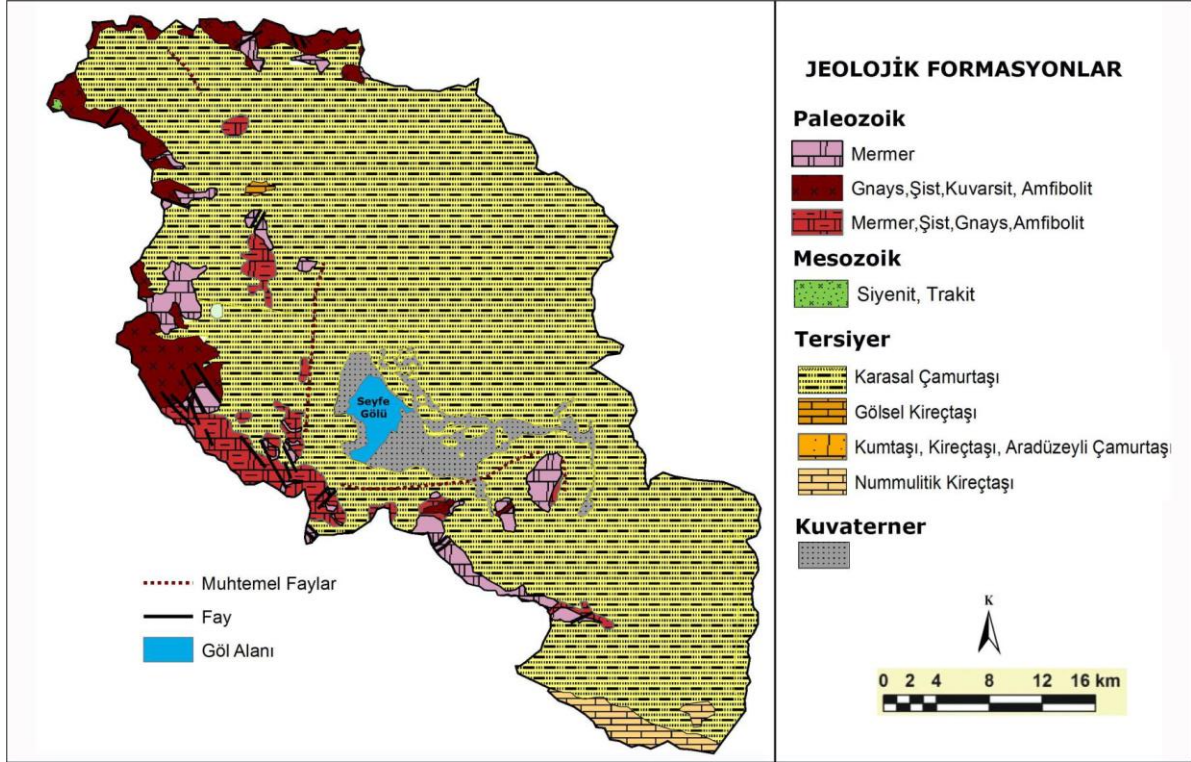 JEOLOJİK FORMASYONLAR
Paleozoik
Mermer
Gnays,Şist,Kuvarsit, Amfibolit
Mermer,Şist,Gnays,Amfibolit
Mesozoik
Siyenit, Trakit
Tersiyer
Karasal Çamurtaşı
Gölsel Kireçtaşı
Kumtaşı, Kireçtaşı, Aradüzeyli Çamurtaşı
Nummulitik Kireçtaşı
Kuvaterner
Seyfe
Gölü
Muhtemel Faylar
Fay
Göl Alanı
K
0 2 4 8 12 16 km